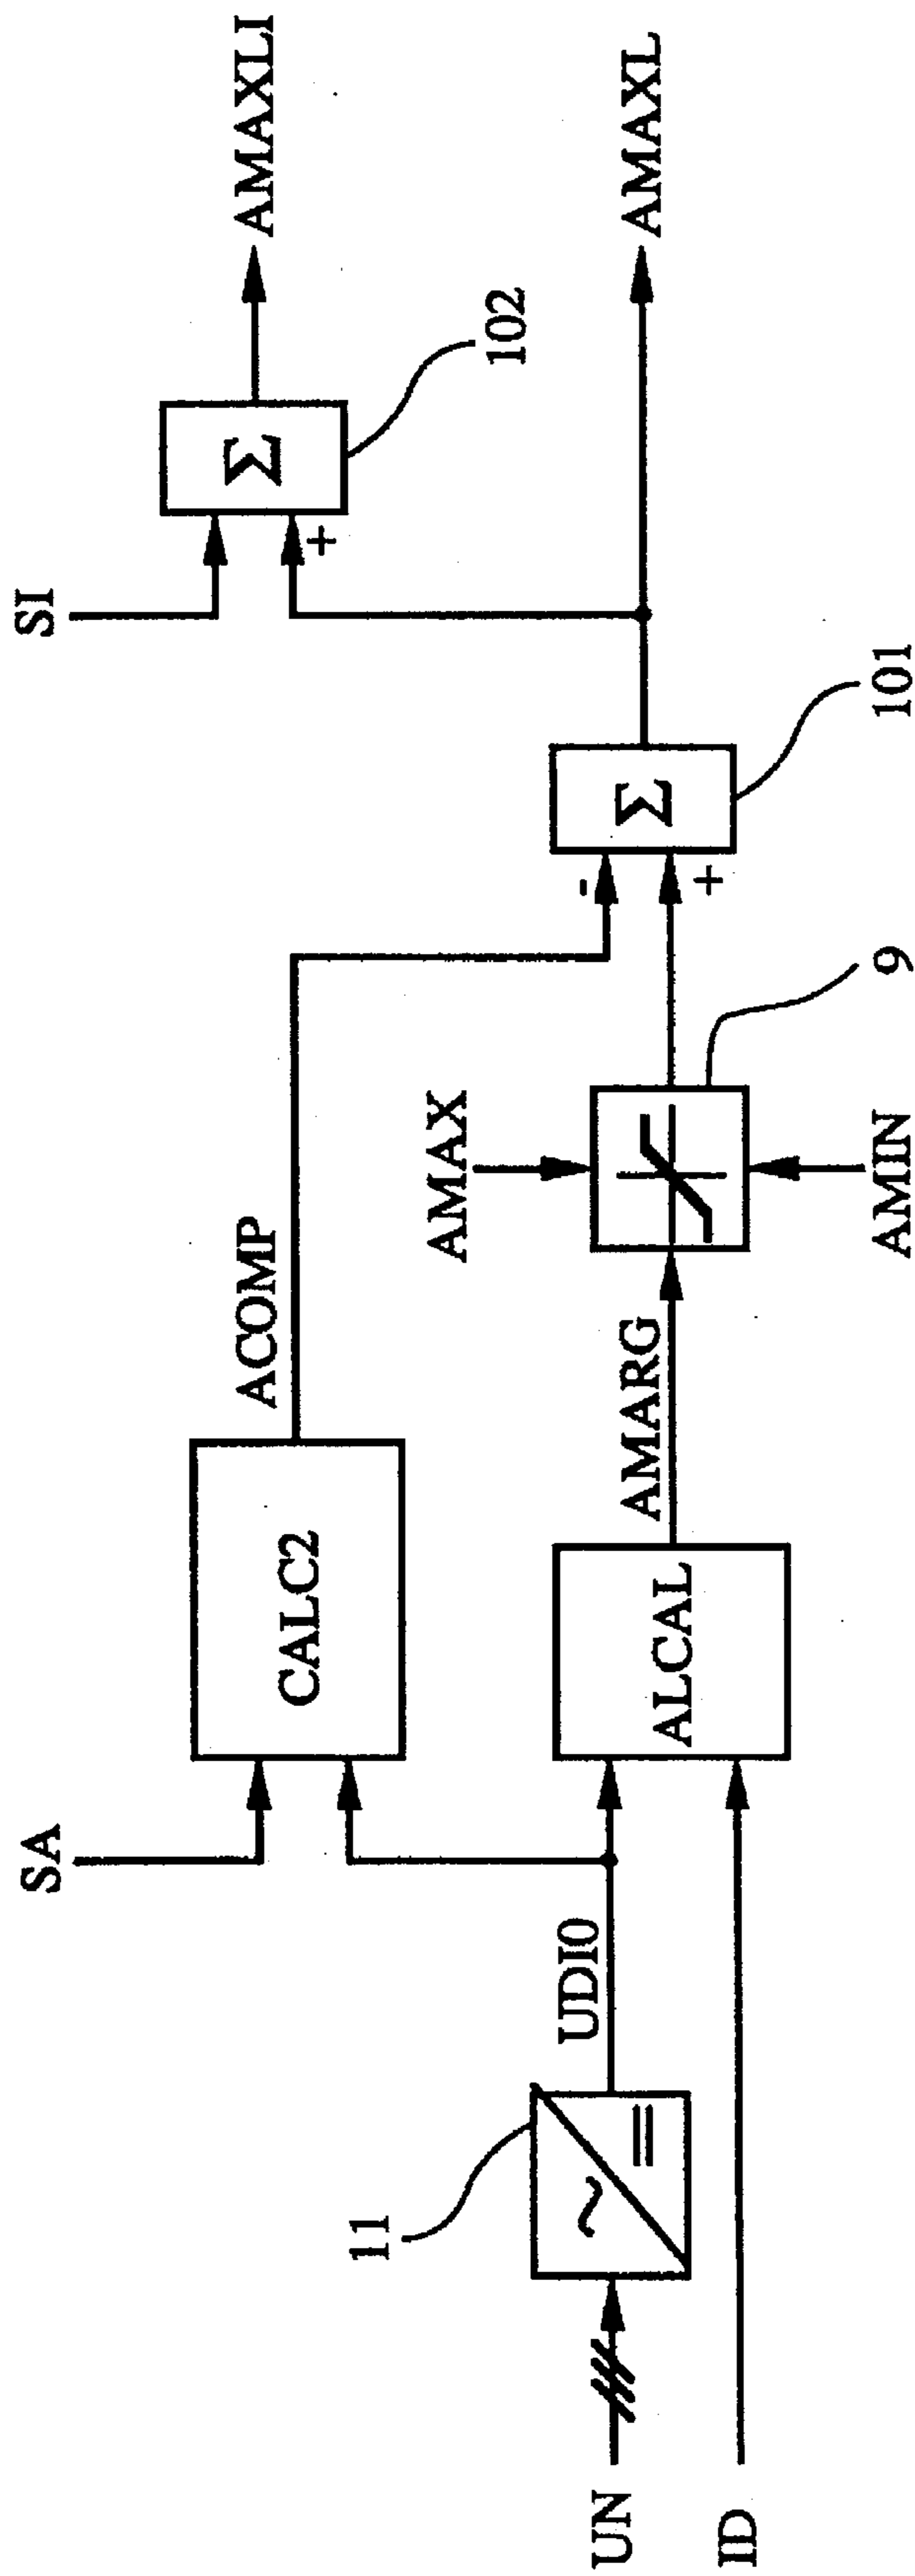 SA
SI
CALC2
ACOMP
Σ
AMAXLI
102
11
UDI0
AMAX
-
+
UN
~
=
ALCAL
AMARG
Σ
AMAXL
+
ID
AMIN
9
101